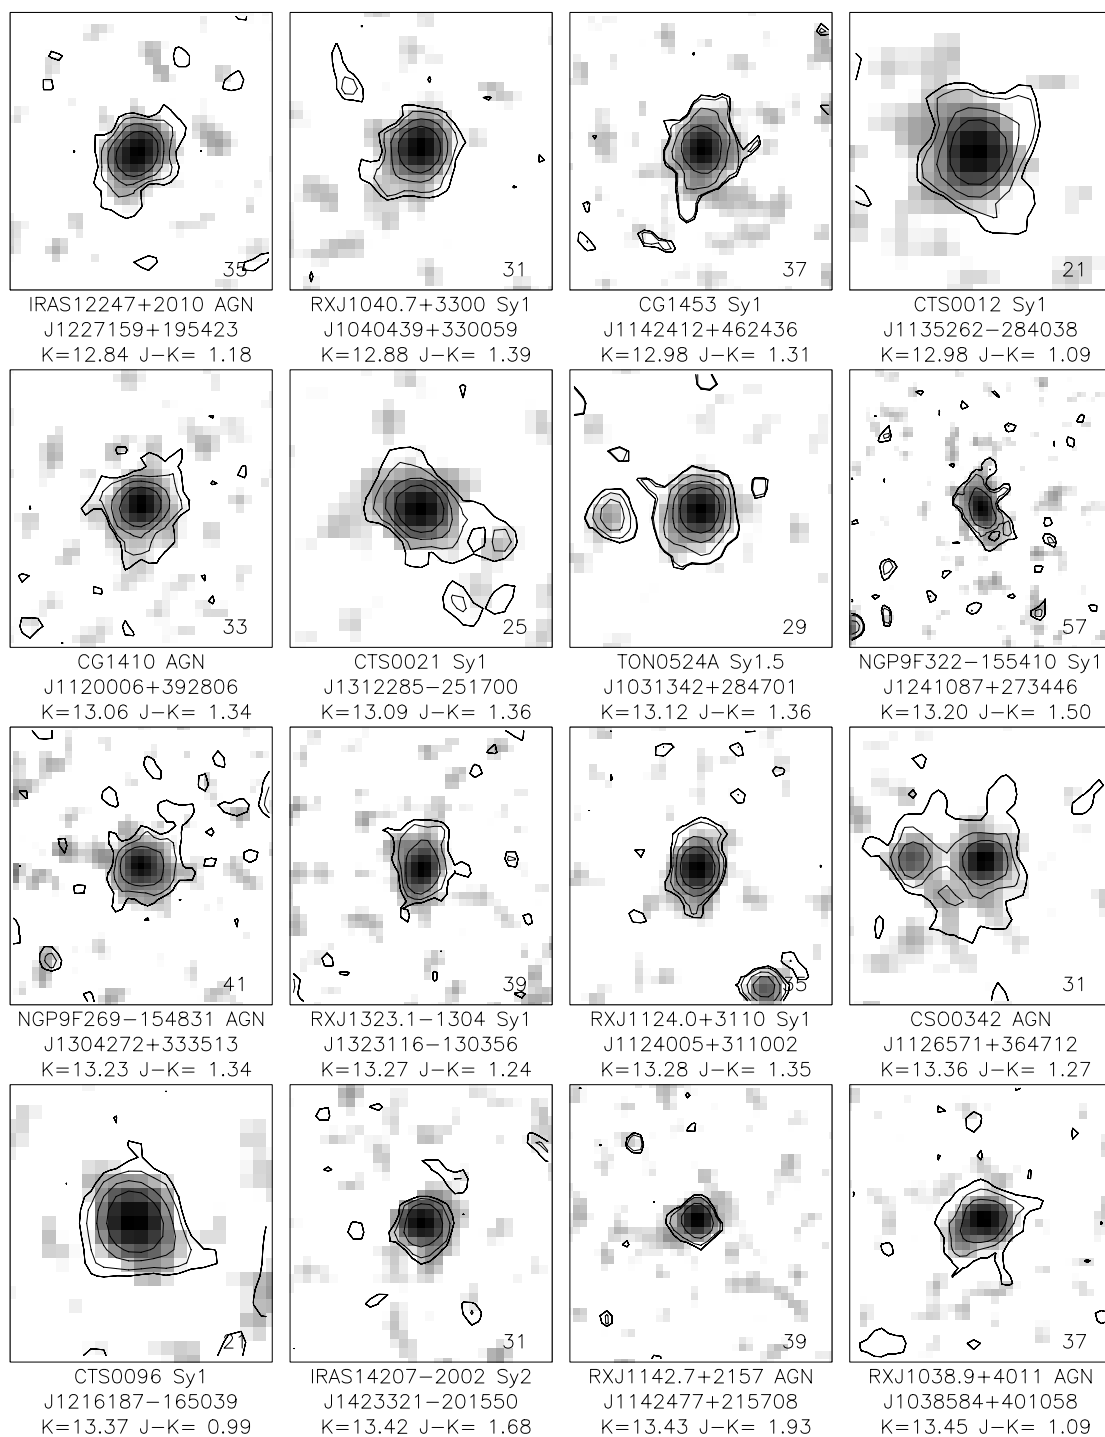 35
31
37
21
IRAS12247+2010 AGN
J1227159+195423
K=12.84 J-K= 1.18
RXJ1040.7+3300 Sy1
J1040439+330059
K=12.88 J-K= 1.39
CG1453 Sy1
J1142412+462436
K=12.98 J-K= 1.31
CTS0012 Sy1
J1135262-284038
K=12.98 J-K= 1.09
33
25
29
57
CG1410 AGN
J1120006+392806
K=13.06 J-K= 1.34
CTS0021 Sy1
J1312285-251700
K=13.09 J-K= 1.36
TON0524A Sy1.5
J1031342+284701
K=13.12 J-K= 1.36
NGP9F322-155410 Sy1
J1241087+273446
K=13.20 J-K= 1.50
41
39
35
31
NGP9F269-154831 AGN
J1304272+333513
K=13.23 J-K= 1.34
RXJ1323.1-1304 Sy1
J1323116-130356
K=13.27 J-K= 1.24
RXJ1124.0+3110 Sy1
J1124005+311002
K=13.28 J-K= 1.35
CSO0342 AGN
J1126571+364712
K=13.36 J-K= 1.27
21
31
39
37
CTS0096 Sy1
J1216187-165039
K=13.37 J-K= 0.99
IRAS14207-2002 Sy2
J1423321-201550
K=13.42 J-K= 1.68
RXJ1142.7+2157 AGN
J1142477+215708
K=13.43 J-K= 1.93
RXJ1038.9+4011 AGN
J1038584+401058
K=13.45 J-K= 1.09